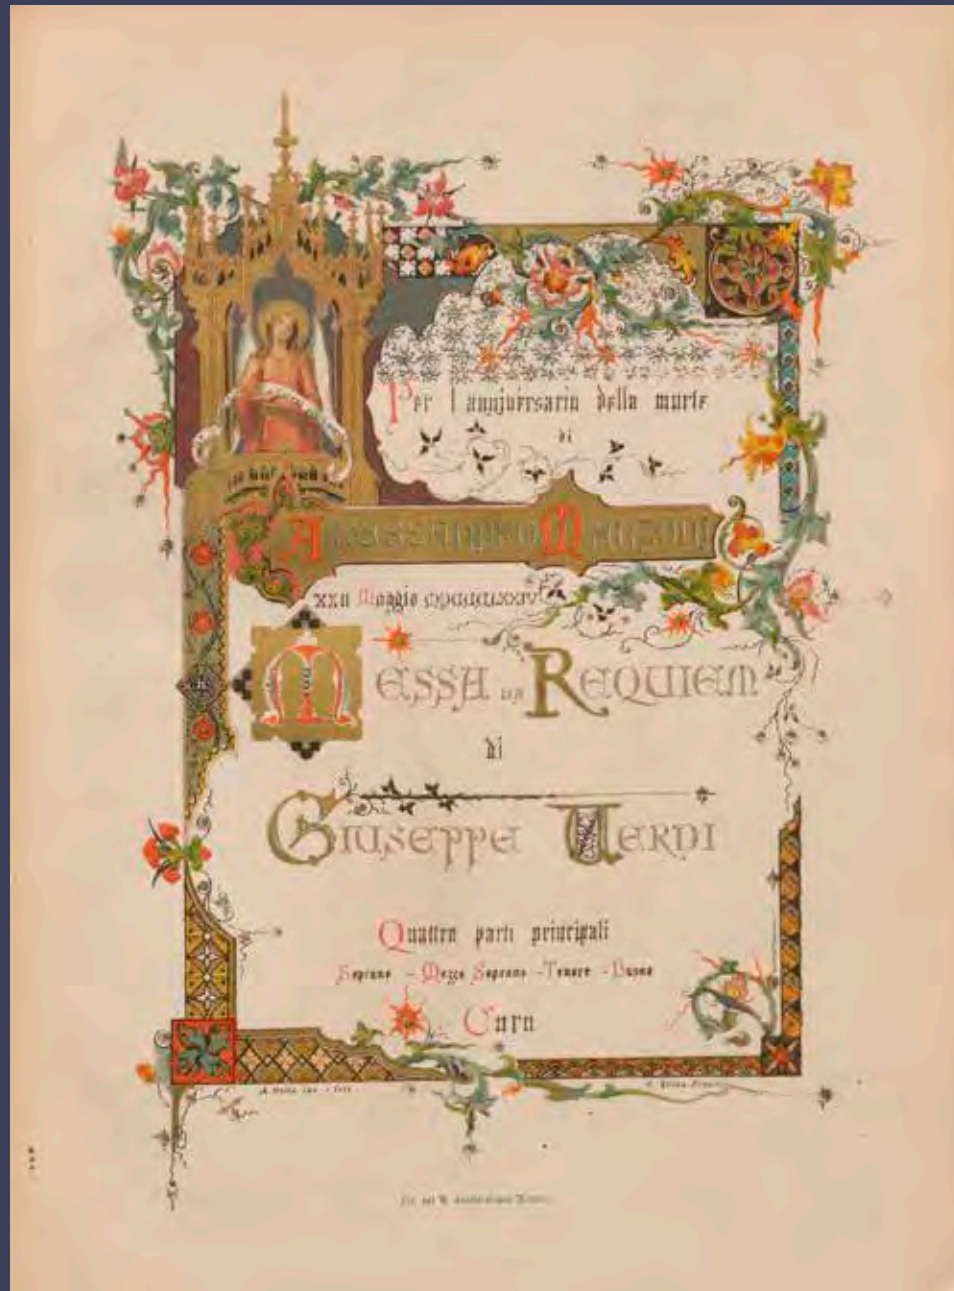 Per l'anniversario della morte
di
Alessandro Manzoni
XXII Maggio MDCCCLXXIV
Messa da Requiem
di
Giuseppe Verdi
Quattro parti principali
Soprano - Mezzo Soprano - Tenore - Basso
Coro